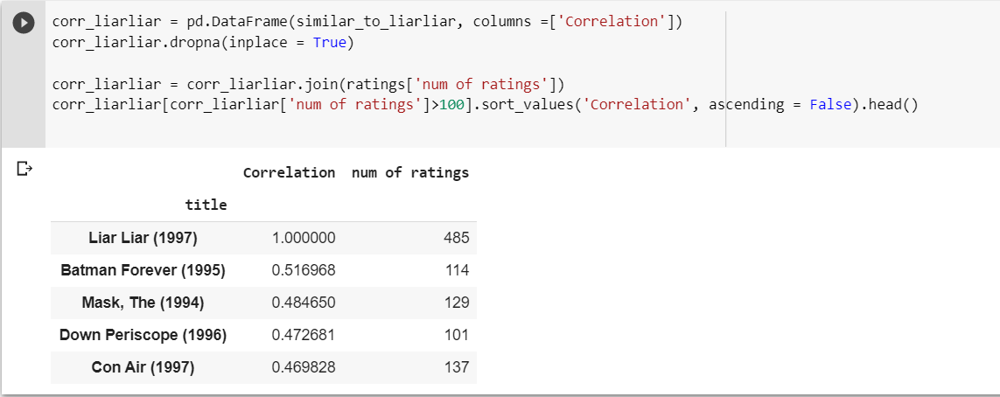 corr_liarliar = pd.DataFrame(similar_to_liarliar, columns =['Correlation'])
corr_liarliar.dropna(inplace = True)
corr_liarliar = corr_liarliar.join(ratings['num of ratings'])
corr_liarliar[corr_liarliar['num of ratings']>100].sort_values('Correlation', ascending = False).head()
Correlation num of ratings
title
Liar Liar (1997) 1.000000 485
Batman Forever (1995) 0.516968 114
Mask, The (1994) 0.484650 129
Down Periscope (1996) 0.472681 101
Con Air (1997) 0.469828 137